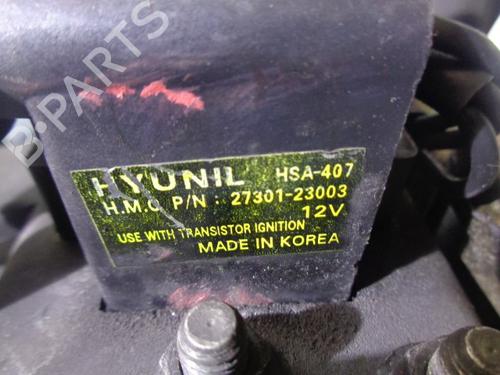 B-PARTS
HYUNIL HSA-407
H.M.C P/N : 27301-23003
12V
USE WITH TRANSISTOR IGNITION
MADE IN KOREA